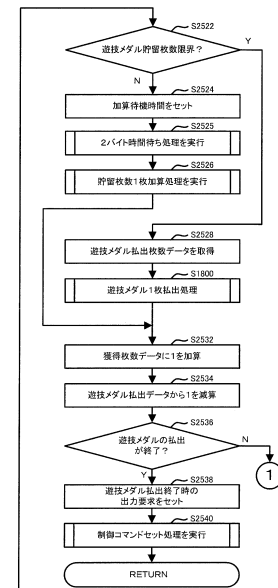 S2522
遊技メダル貯留枚数限界？
Y
N
S2524
加算待機時間をセット
S2525
2バイト時間待ち処理を実行
S2526
貯留枚数1枚加算処理を実行
S2528
遊技メダル払出枚数データを取得
S1800
遊技メダル1枚払出処理
S2532
獲得枚数データに1を加算
S2534
遊技メダル払出データから1を減算
S2536
遊技メダルの払出
が終了？
N
1
Y
S2538
遊技メダル払出終了時の
出力要求をセット
S2540
制御コマンドセット処理を実行
RETURN